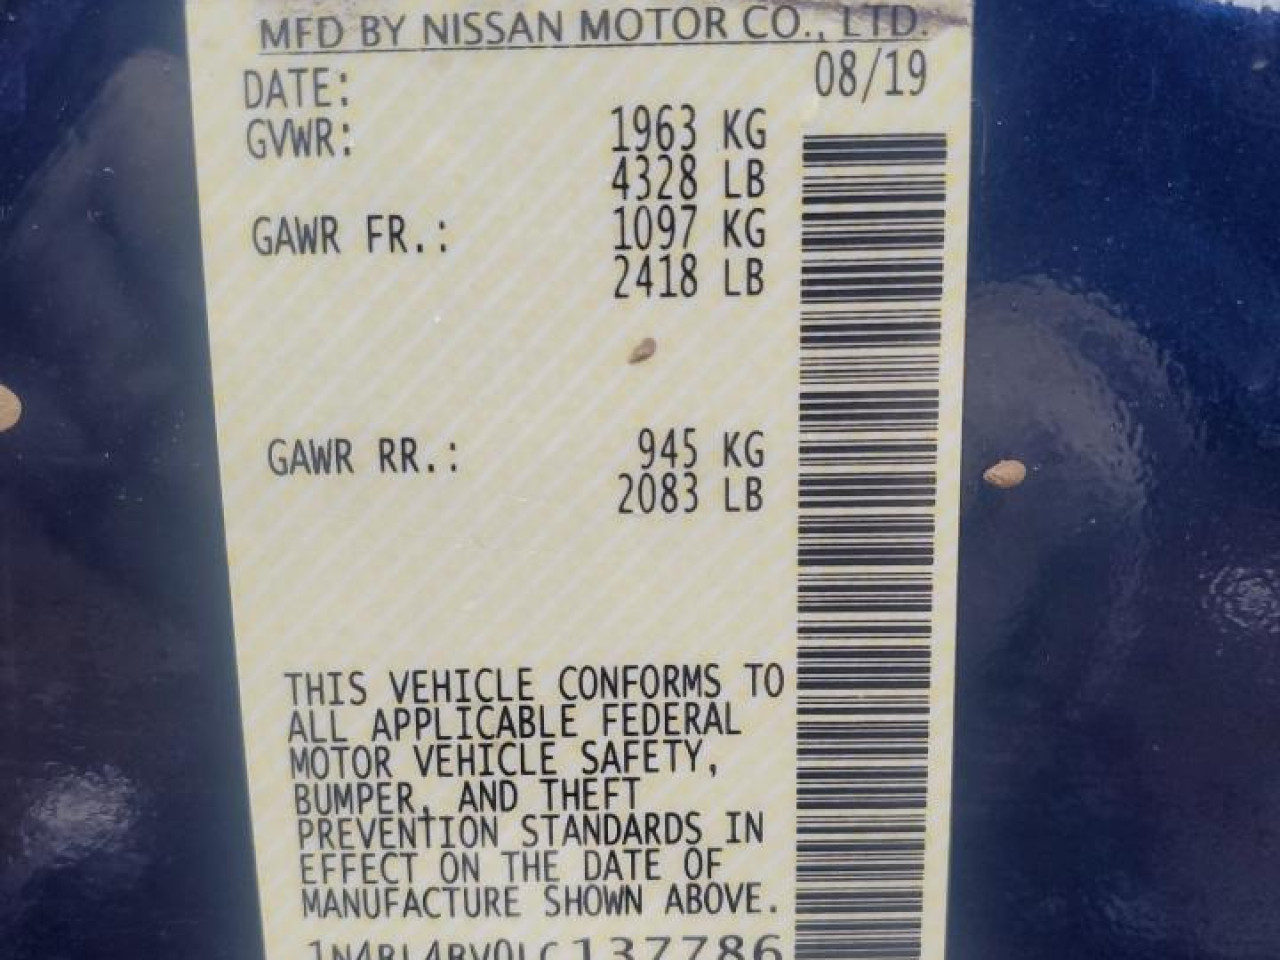 MFD BY NISSAN MOTOR CO., LTD.
DATE: 08/19
GVWR: 1963 KG
4328 LB
GAWR FR.: 1097 KG
2418 LB
GAWR RR.: 945 KG
2083 LB
THIS VEHICLE CONFORMS TO
ALL APPLICABLE FEDERAL
MOTOR VEHICLE SAFETY,
BUMPER, AND THEFT
PREVENTION STANDARDS IN
EFFECT ON THE DATE OF
MANUFACTURE SHOWN ABOVE.